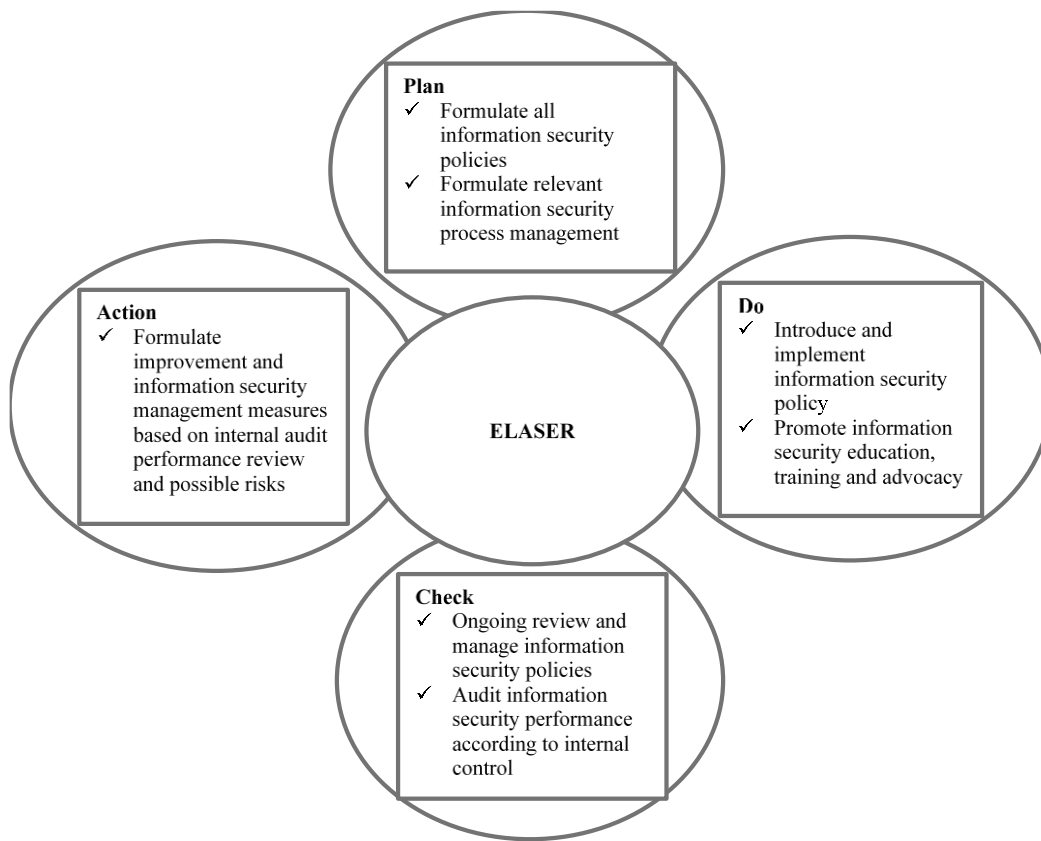 Plan
✓ Formulate all
information security
policies
✓ Formulate relevant
information security
process management
Action
✓ Formulate
improvement and
information security
management measures
based on internal audit
performance review
and possible risks
ELASER
Do
✓ Introduce and
implement
information security
policy
✓ Promote information
security education,
training and advocacy
Check
✓ Ongoing review and
manage information
security policies
✓ Audit information
security performance
according to internal
control